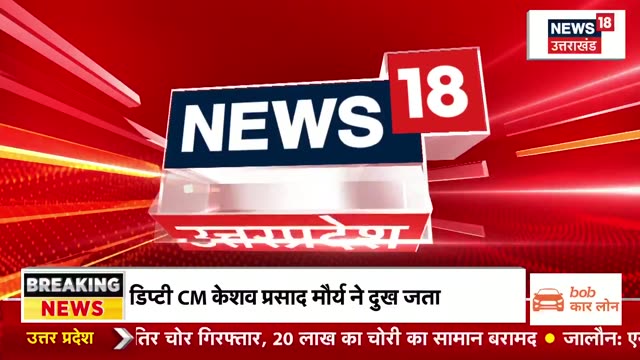 NEWS 18
उत्तराखंड
NEWS 18
उत्तरप्रदेश
BREAKING NEWS
डिप्टी CM केशव प्रसाद मौर्य ने दुख जता
bob
कार लोन
उत्तर प्रदेश
तिर चोर गिरफ्तार, 20 लाख का चोरी का सामान बरामद • जालौन: ए